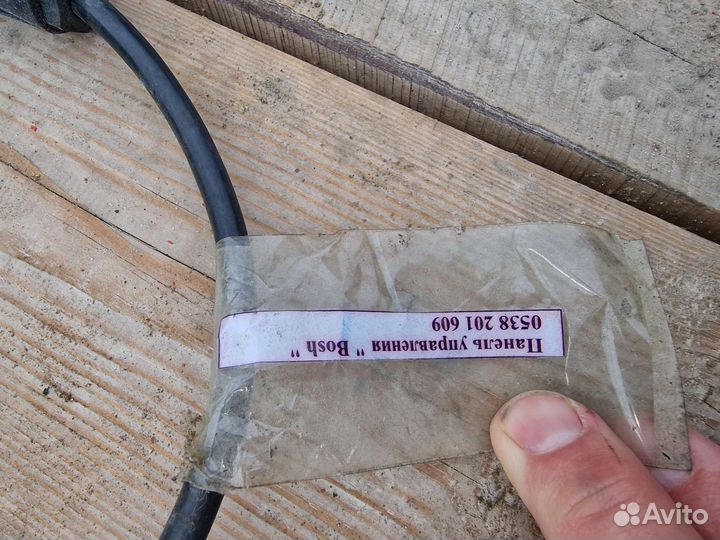 Панель управления " Bosh "
0538 201 609
Avito